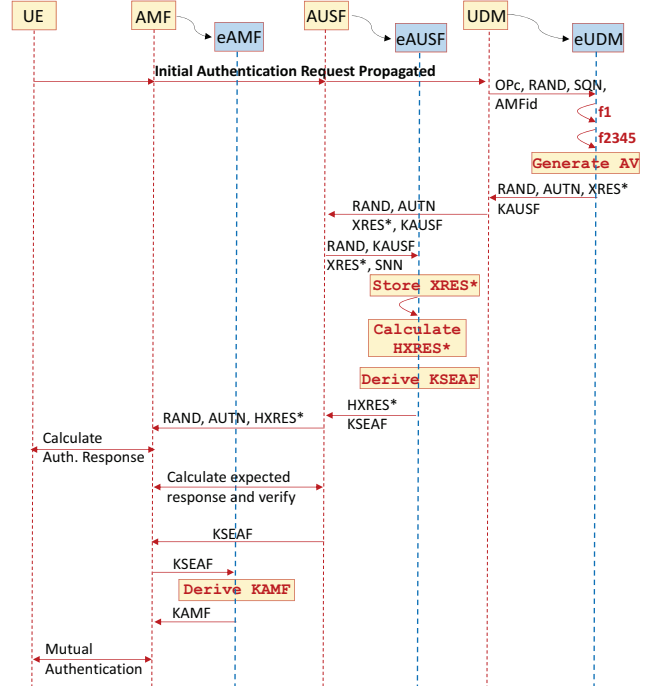 UE
AMF
eAMF
AUSF
eAUSF
UDM
eUDM
Initial Authentication Request Propagated
OPc, RAND, SQN,
AMFid
f1
f2345
Generate AV
RAND, AUTN, XRES*
KAUSF
RAND, AUTN
XRES*, KAUSF
RAND, KAUSF
XRES*, SNN
Store XRES*
Calculate
HXRES*
Derive KSEAF
HXRES*
KSEAF
RAND, AUTN, HXRES*
Calculate
Auth. Response
Calculate expected
response and verify
KSEAF
KSEAF
Derive KAMF
KAMF
Mutual
Authentication